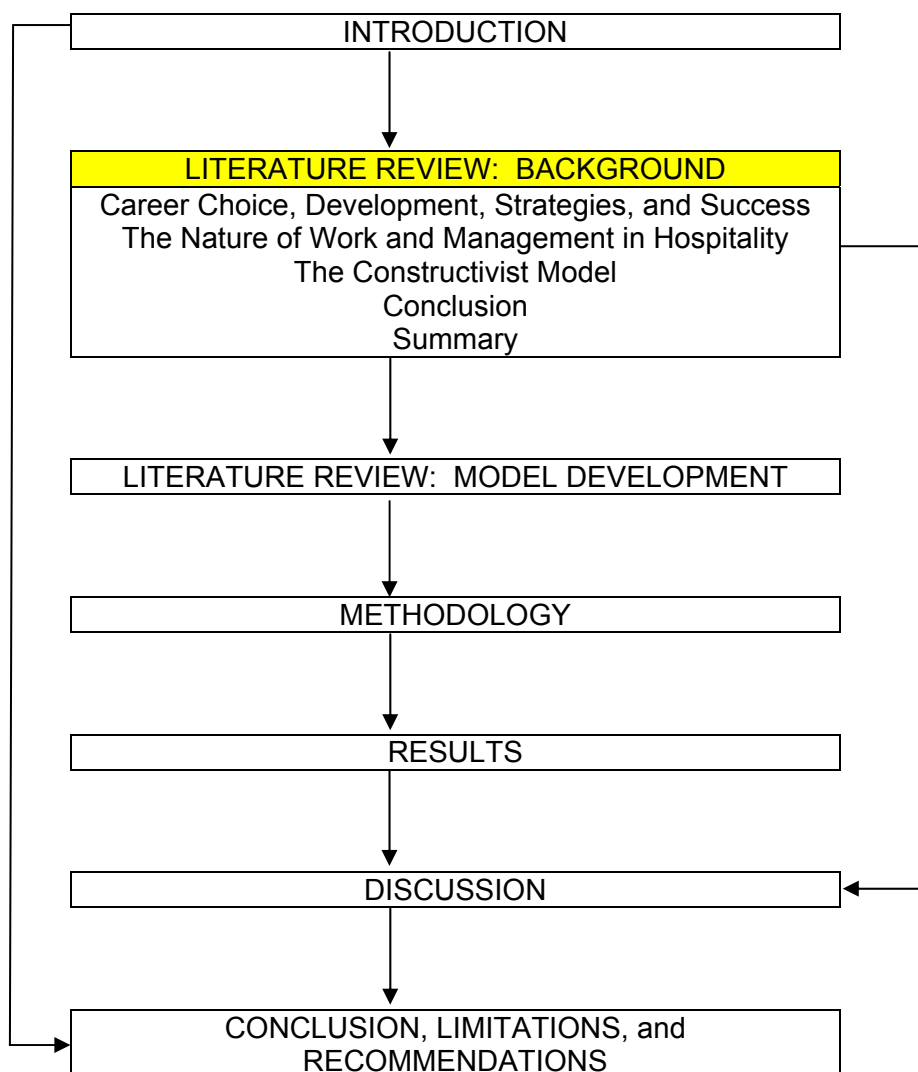 INTRODUCTION
LITERATURE REVIEW: BACKGROUND
Career Choice, Development, Strategies, and Success
The Nature of Work and Management in Hospitality
The Constructivist Model
Conclusion
Summary
LITERATURE REVIEW: MODEL DEVELOPMENT
METHODOLOGY
RESULTS
DISCUSSION
CONCLUSION, LIMITATIONS, and
RECOMMENDATIONS